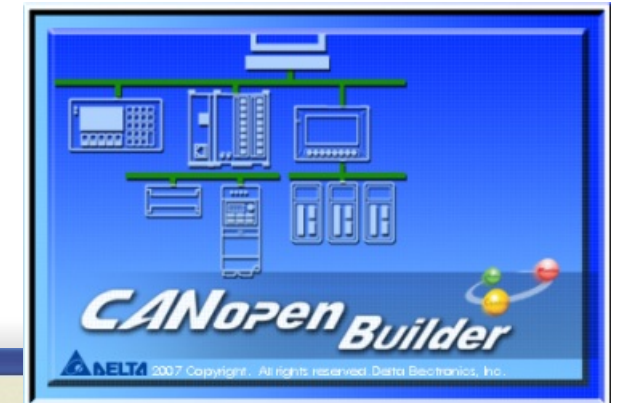 CANopen Builder
DELTA 2007 Copyright. All rights reserved. Delta Electronics, Inc.